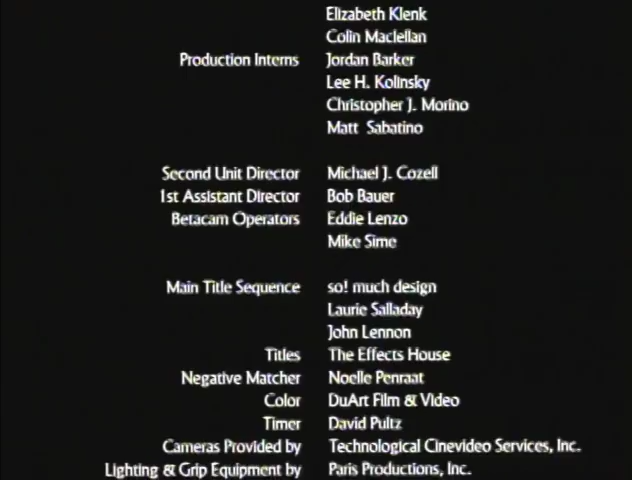 Elizabeth Klenk
Colin Maclellan
Production Interns Jordan Barker
Lee H. Kolinsky
Christopher J. Morino
Matt Sabatino
Second Unit Director Michael J. Cozell
1st Assistant Director Bob Bauer
Betacam Operators Eddie Lenzo
Mike Sime
Main Title Sequence so! much design
Laurie Salladay
John Lennon
Titles The Effects House
Negative Matcher Noelle Penraat
Color DuArt Film & Video
Timer David Pultz
Cameras Provided by Technological Cinevideo Services, Inc.
Lighting & Grip Equipment by Paris Productions, Inc.